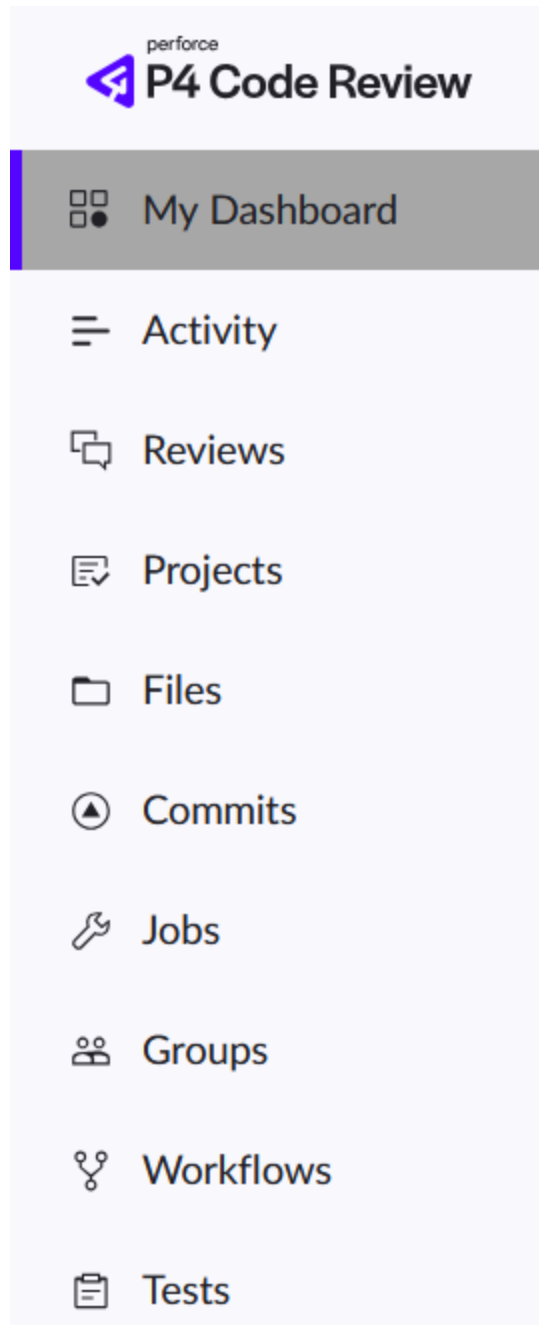 perforce
P4 Code Review
My Dashboard
Activity
Reviews
Projects
Files
Commits
Jobs
Groups
Workflows
Tests